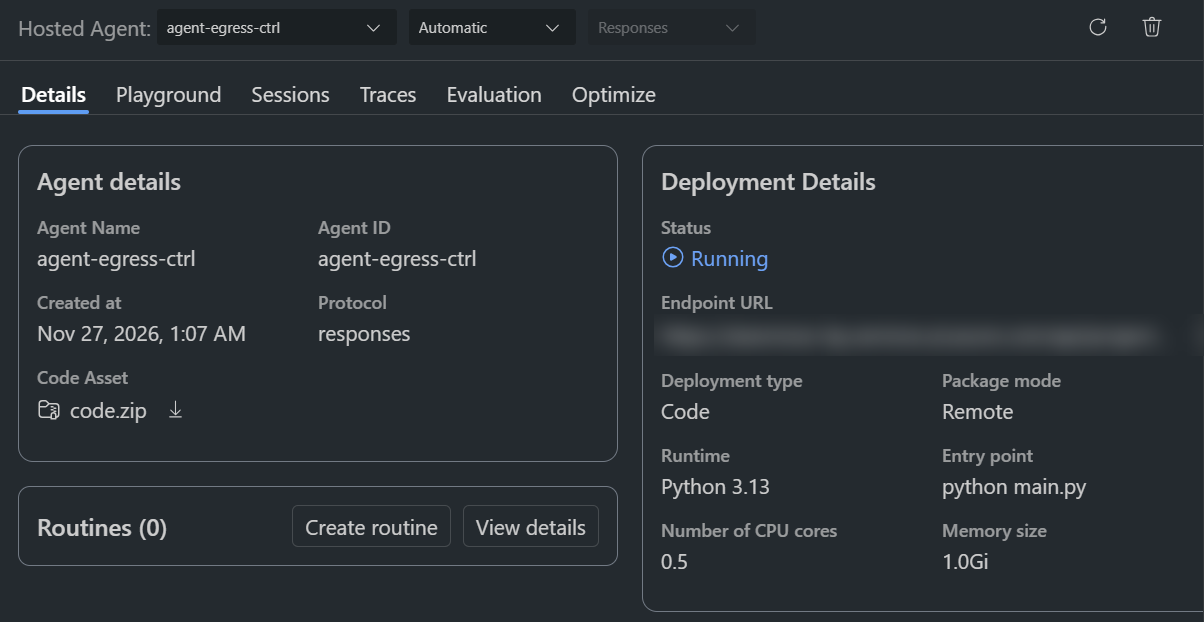 Hosted Agent: agent-egress-ctrl Automatic Responses
Details Playground Sessions Traces Evaluation Optimize
Agent details
Agent Name Agent ID
agent-egress-ctrl agent-egress-ctrl
Created at Protocol
Nov 27, 2026, 1:07 AM responses
Code Asset
code.zip
Routines (0) Create routine View details
Deployment Details
Status
Running
Endpoint URL
Deployment type Package mode
Code Remote
Runtime Entry point
Python 3.13 python main.py
Number of CPU cores Memory size
0.5 1.0Gi